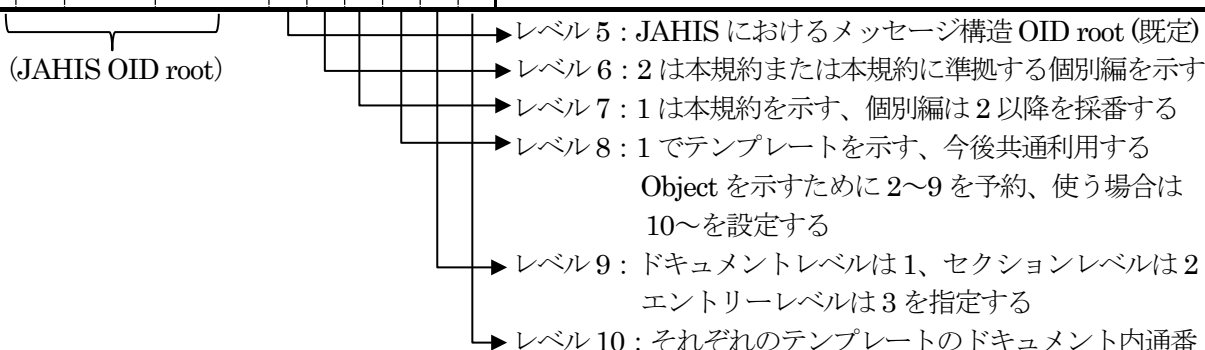 レベル 5：JAHIS におけるメッセージ構造 OID root (既定)
(JAHIS OID root)
レベル 6：2 は本規約または本規約に準拠する個別編を示す
レベル 7：1 は本規約を示す、個別編は 2 以降を採番する
レベル 8：1 でテンプレートを示す、今後共通利用する
Object を示すために 2～9 を予約、使う場合は
10～を設定する
レベル 9：ドキュメントレベルは 1、セクションレベルは 2
エントリーレベルは 3 を指定する
レベル 10：それぞれのテンプレートのドキュメント内通番